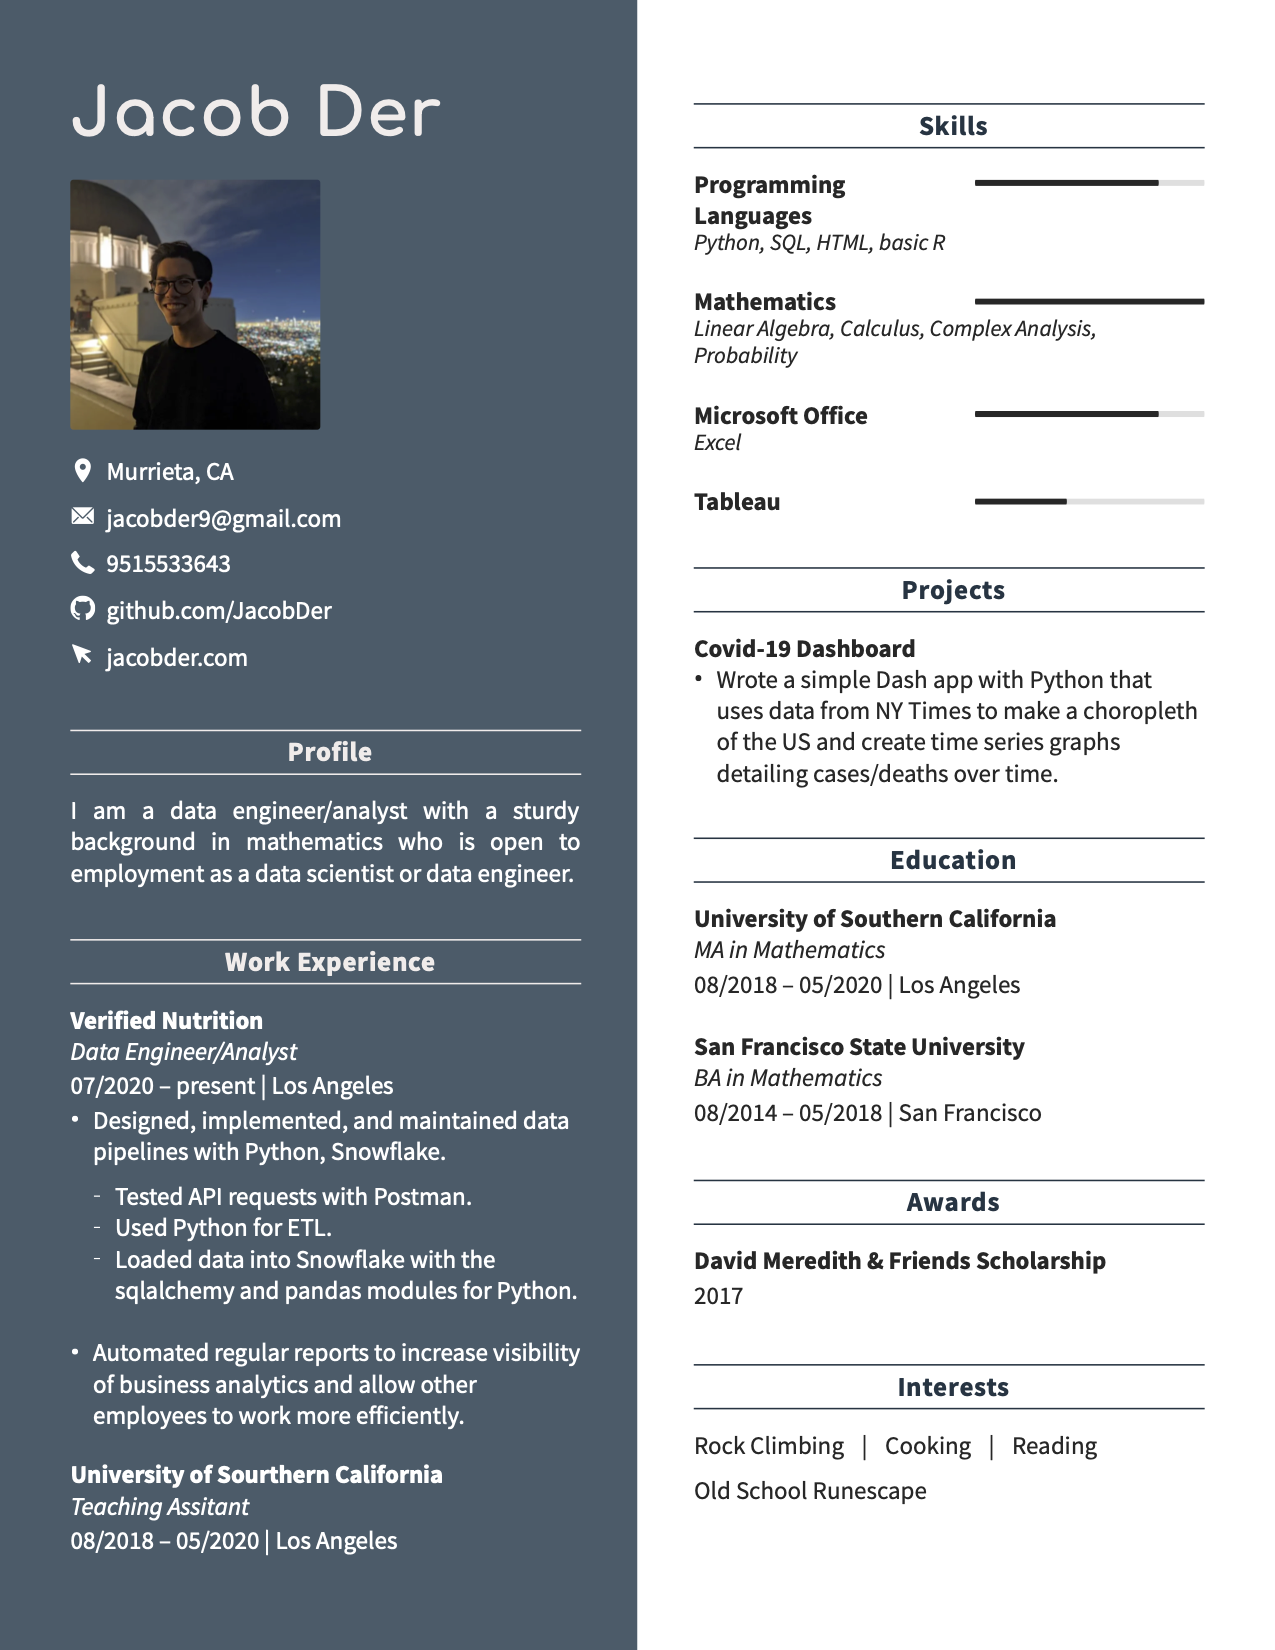 Jacob Der
Murrieta, CA
jacobder9@gmail.com
9515533643
github.com/JacobDer
jacobder.com
Profile
I am a data engineer/analyst with a sturdy
background in mathematics who is open to
employment as a data scientist or data engineer.
Work Experience
Verified Nutrition
Data Engineer/Analyst
07/2020 – present | Los Angeles
• Designed, implemented, and maintained data
pipelines with Python, Snowflake.
- Tested API requests with Postman.
- Used Python for ETL.
- Loaded data into Snowflake with the
sqlalchemy and pandas modules for Python.
• Automated regular reports to increase visibility
of business analytics and allow other
employees to work more efficiently.
University of Sourthern California
Teaching Assitant
08/2018 – 05/2020 | Los Angeles
Skills
Programming
Languages
Python, SQL, HTML, basic R
Mathematics
Linear Algebra, Calculus, Complex Analysis,
Probability
Microsoft Office
Excel
Tableau
Projects
Covid-19 Dashboard
• Wrote a simple Dash app with Python that
uses data from NY Times to make a choropleth
of the US and create time series graphs
detailing cases/deaths over time.
Education
University of Southern California
MA in Mathematics
08/2018 – 05/2020 | Los Angeles
San Francisco State University
BA in Mathematics
08/2014 – 05/2018 | San Francisco
Awards
David Meredith & Friends Scholarship
2017
Interests
Rock Climbing | Cooking | Reading
Old School Runescape